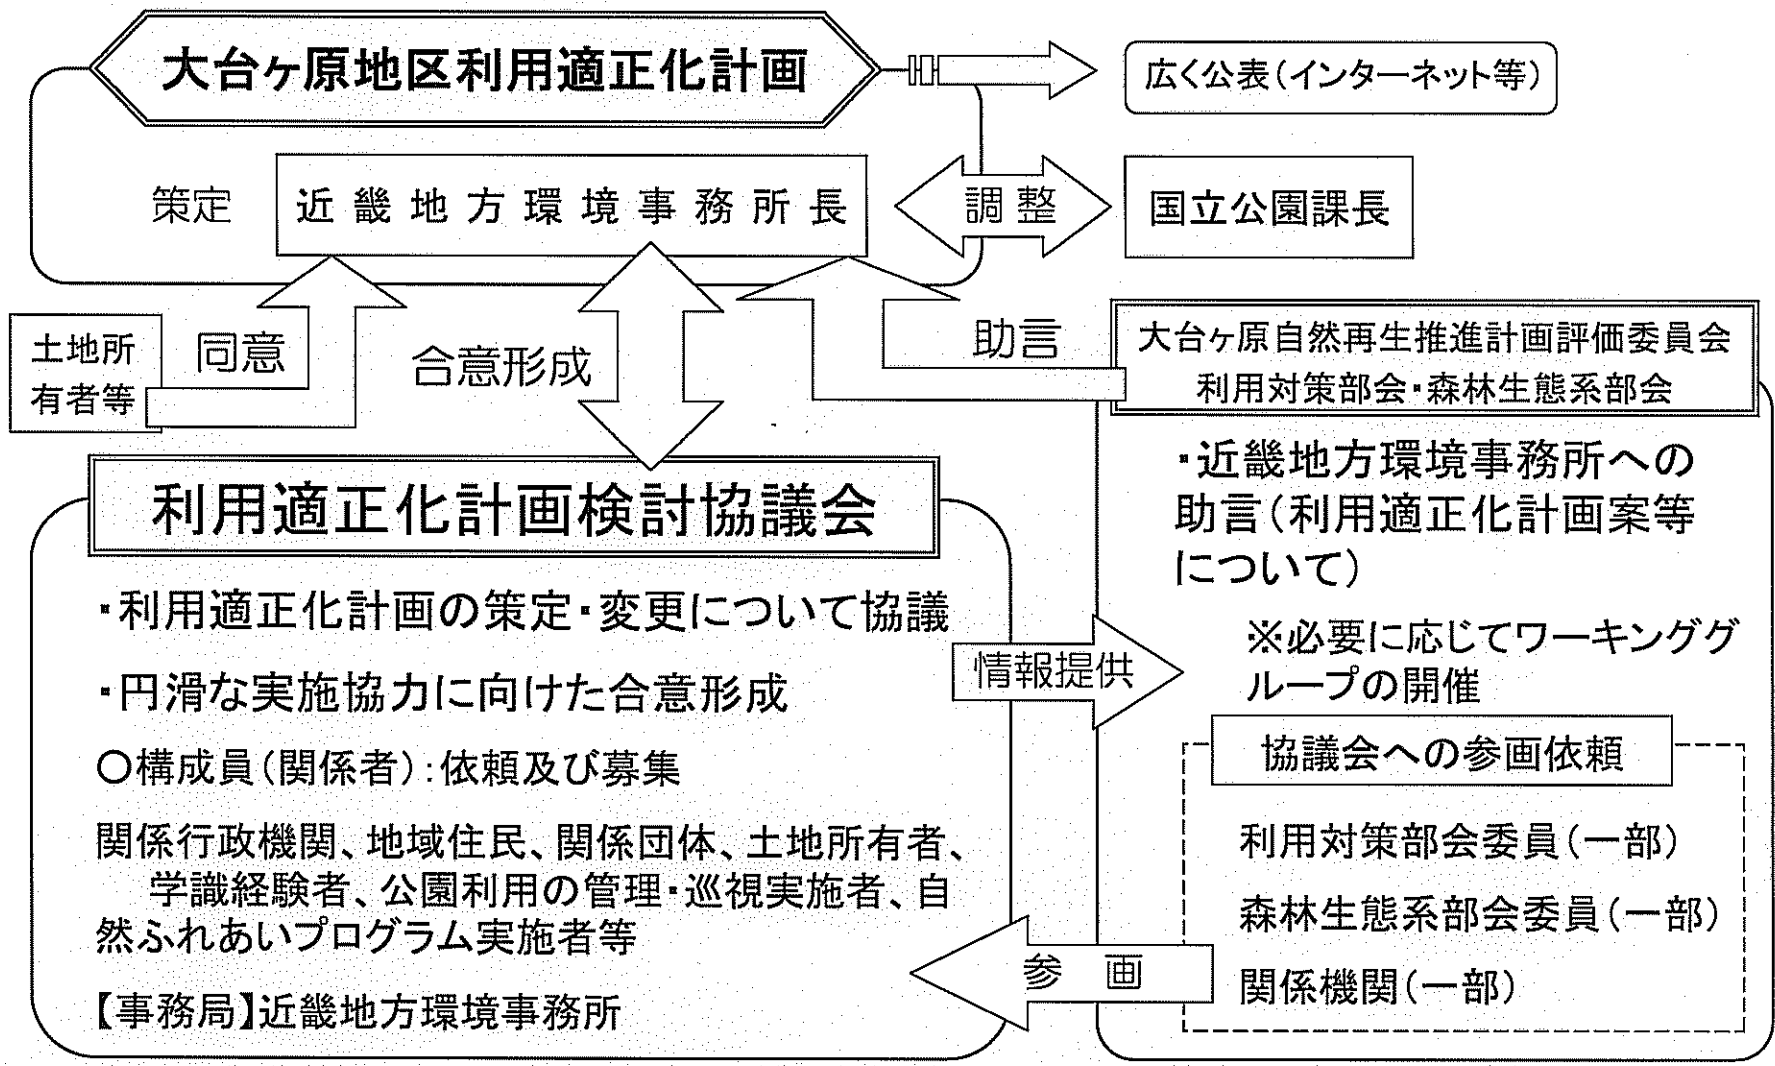 大台ヶ原地区利用適正化計画
広く公表(インターネット等)
策定
近畿地方環境事務所長
調整
国立公園課長
土地所
有者等
同意
合意形成
助言
大台ヶ原自然再生推進計画評価委員会
利用対策部会・森林生態系部会
・近畿地方環境事務所への
助言(利用適正化計画案等
について)
※必要に応じてワーキンググ
ループの開催
利用適正化計画検討協議会
・利用適正化計画の策定・変更について協議
・円滑な実施協力に向けた合意形成
○構成員(関係者):依頼及び募集
関係行政機関、地域住民、関係団体、土地所有者、
学識経験者、公園利用の管理・巡視実施者、自
然ふれあいプログラム実施者等
【事務局】近畿地方環境事務所
情報提供
協議会への参画依頼
利用対策部会委員(一部)
森林生態系部会委員(一部)
関係機関(一部)
参画